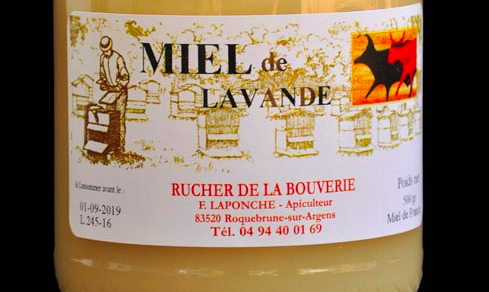 MIEL de
LAVANDE
à Consommer avant le :
01-09-2019
L.245-16
RUCHER DE LA BOUVERIE
F. LAPONCHE - Apiculteur
83520 Roquebrune-sur-Argens
Tél. 04 94 40 01 69
Poids net
500 gr
Miel de France